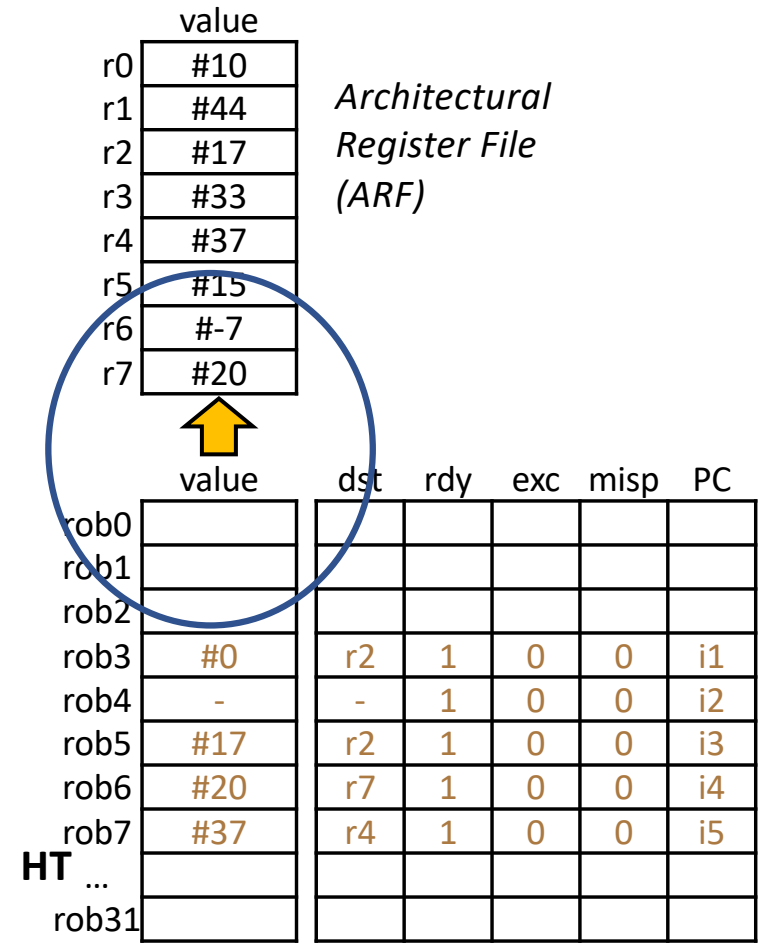 value
r0 #10
r1 #44
r2 #17
r3 #33
r4 #37
r5 #15
r6 #-7
r7 #20
Architectural
Register File
(ARF)
value dst rdy exc misp PC
rob0
rob1
rob2
rob3 #0 r2 1 0 0 i1
rob4 - - 1 0 0 i2
rob5 #17 r2 1 0 0 i3
rob6 #20 r7 1 0 0 i4
rob7 #37 r4 1 0 0 i5
HT ...
rob31